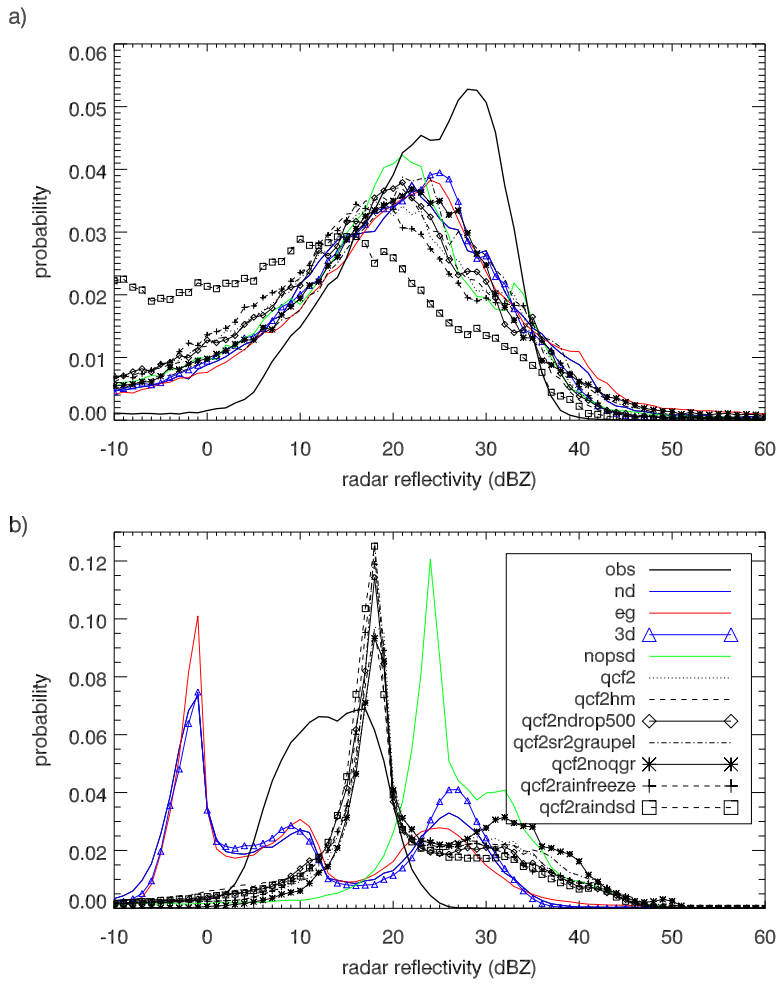 a)
0.06
0.05
0.04
0.03
0.02
0.01
0.00
probability
-10 0 10 20 30 40 50 60
radar reflectivity (dBZ)
b)
0.12
0.10
0.08
0.06
0.04
0.02
0.00
probability
obs
nd
eg
3d
nopsd
qcf2
qcf2hm
qcf2ndrop500
qcf2sr2graupel
qcf2noqgr
qcf2rainfreeze
qcf2raindsd
-10 0 10 20 30 40 50 60
radar reflectivity (dBZ)